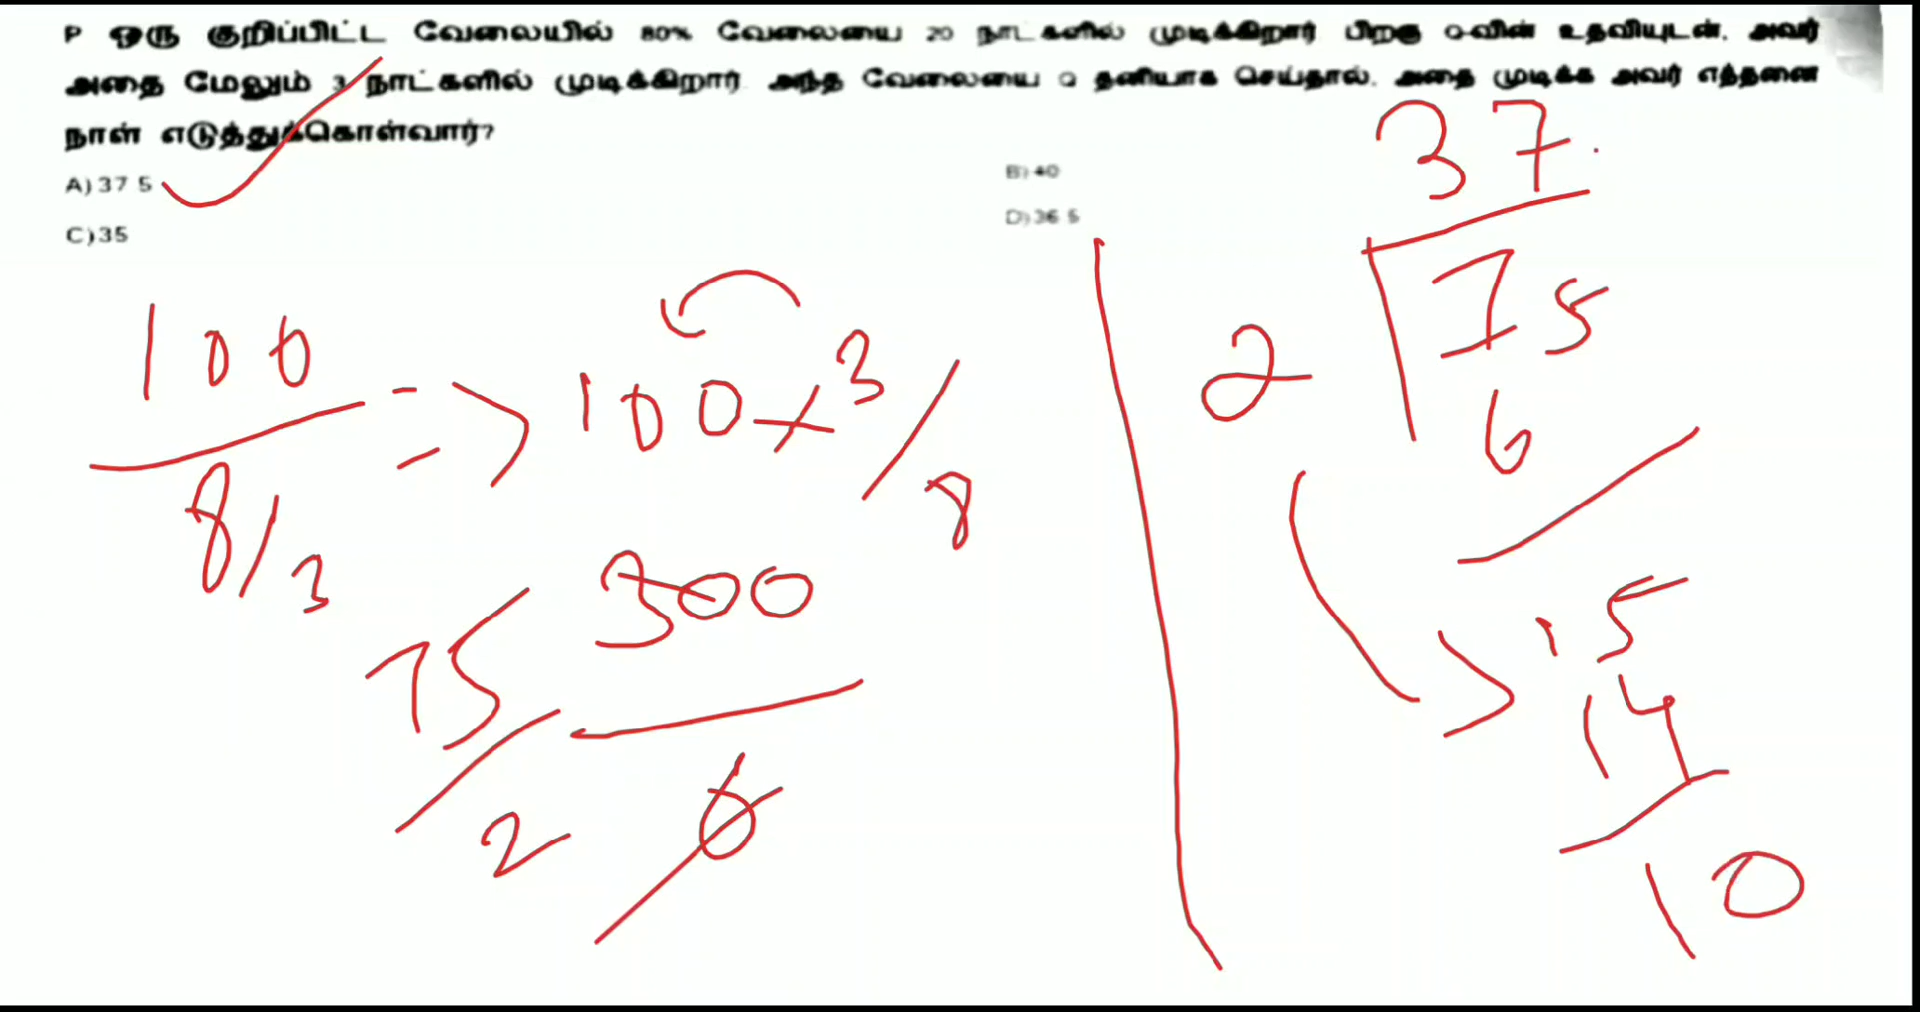 P ஒரு குறிப்பிட்ட வேலையில் 80% வேலையை 20 நாட்களில் முடிக்கிறார் பிறகு Qவின் உதவியுடன், அவர்
அதை மேலும் 3 நாட்களில் முடிக்கிறார் அந்த வேலையை Q தனியாக செய்தால், அதை முடிக்க அவர் எத்தனை
நாள் எடுத்துக்கொள்வார்?
A) 37 5
B) 40
C) 35
D) 36 5
100
8/3
=> 100 x 3/8
300
75
2
37.
2 75
6
15
14
10